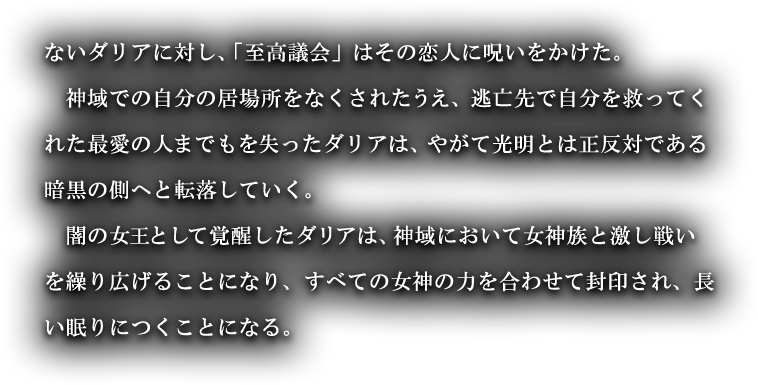 ないダリアに対し、「至高議会」はその恋人に呪いをかけた。
　神域での自分の居場所をなくされたうえ、逃亡先で自分を救ってく
れた最愛の人までもを失ったダリアは、やがて光明とは正反対である
暗黒の側へと転落していく。
　闇の女王として覚醒したダリアは、神域において女神族と激し戦い
を繰り広げることになり、すべての女神の力を合わせて封印され、長
い眠りにつくことになる。